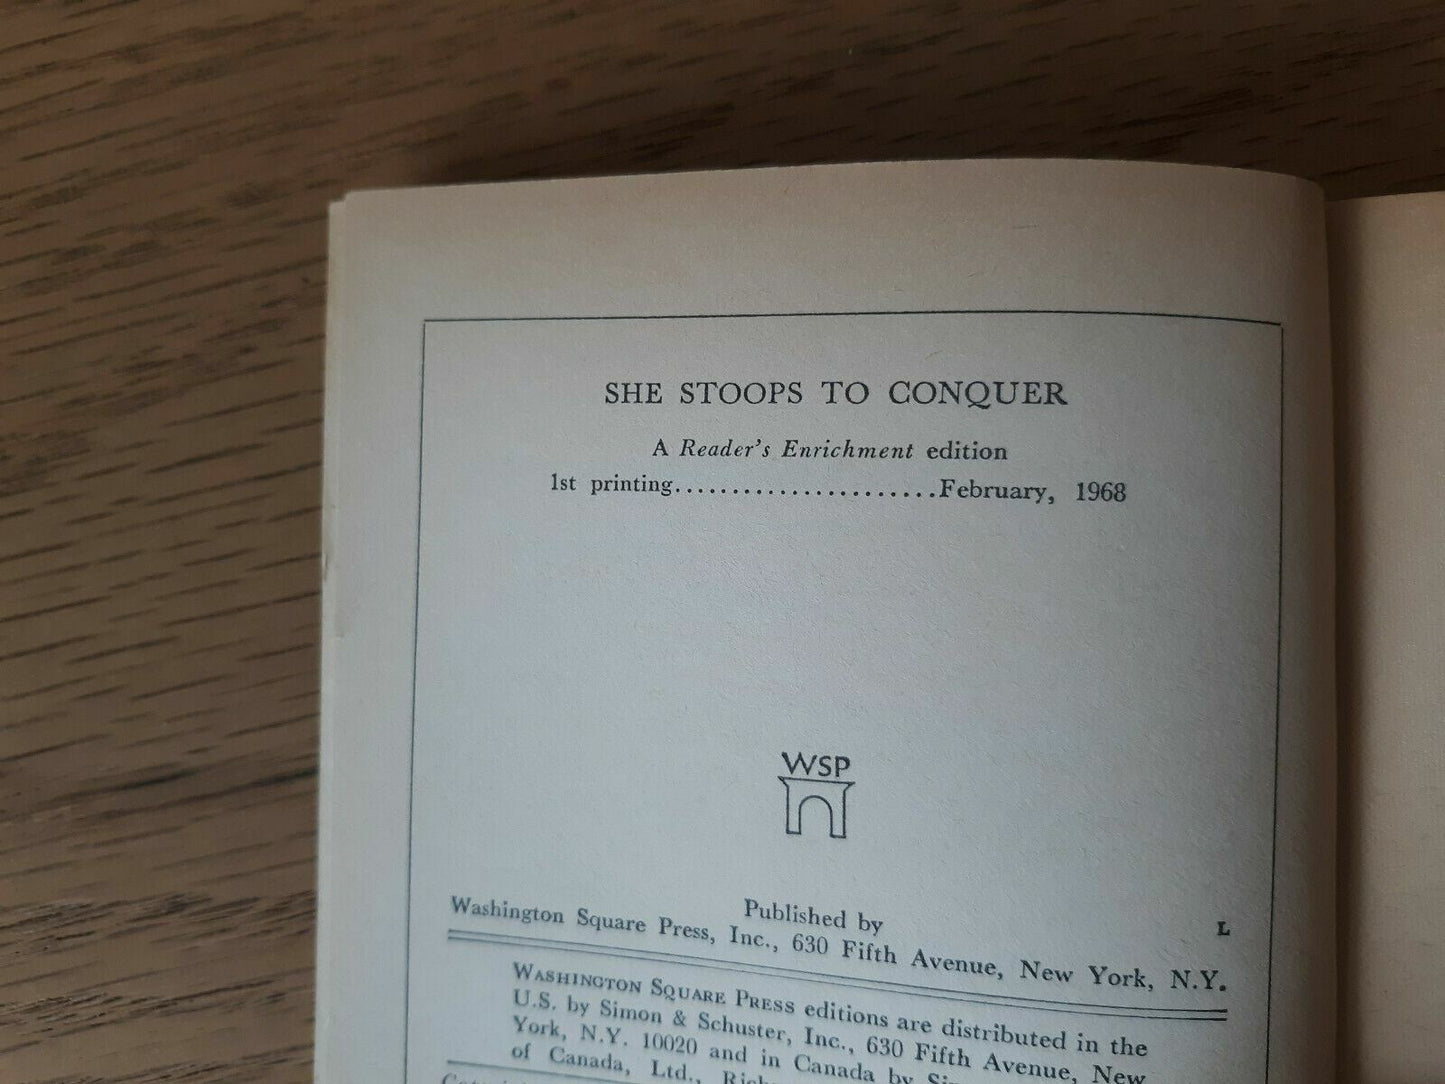 SHE STOOPS TO CONQUER
A Reader's Enrichment edition
1st printing.......................February, 1968
WSP
Published by
L
Washington Square Press, Inc., 630 Fifth Avenue, New York, N.Y.
WASHINGTON SQUARE PRESS editions are distributed in the
U.S. by Simon & Schuster, Inc., 630 Fifth Avenue, New
York, N.Y. 10020 and in Canada by
of Canada, Ltd.,